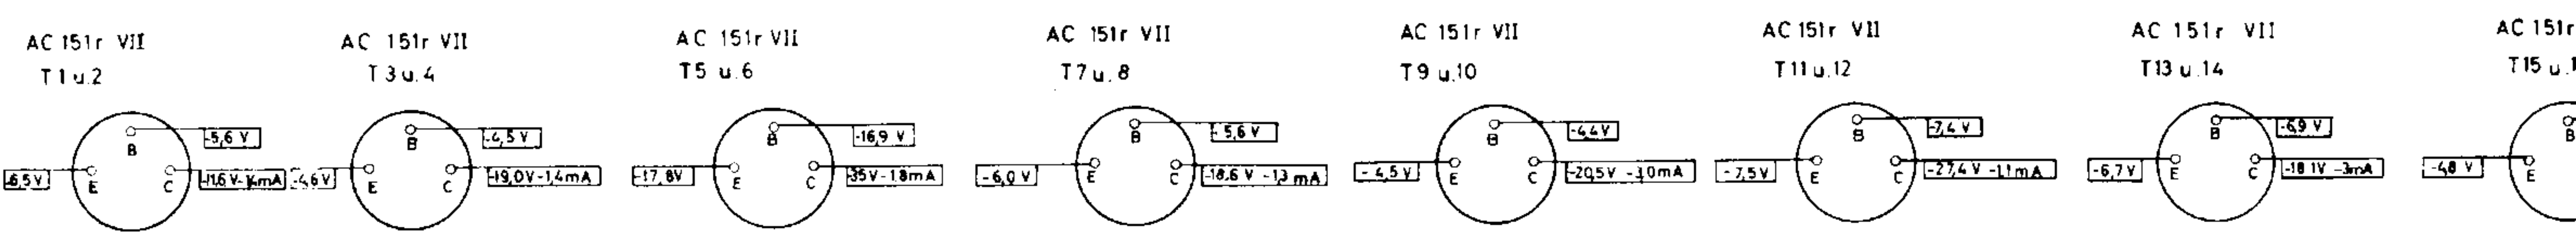 AC 151r VII AC 151r VII AC 151r VII AC 151r VII AC 151r VII AC 151r VII AC 151r VII AC 151r
T1 u.2 T3 u.4 T5 u.6 T7 u.8 T9 u.10 T11 u.12 T13 u.14 T15 u.
B -5,6 V B -4,5 V B -16,9 V B -5,6 V B -4,4V B -7,4 V B -6,9 V B
-6,5V E C -11,6 V -4,6V E C -19,0V -1,4mA -17,8V E C -35V -1.8mA -6,0 V E C -18,6 V -1,3 mA -4,5 V E C -20,5V -3,0mA -7,5V E C -27,4 V -1,1mA -6,7 V E C -18 1V -3mA -4,8 V E